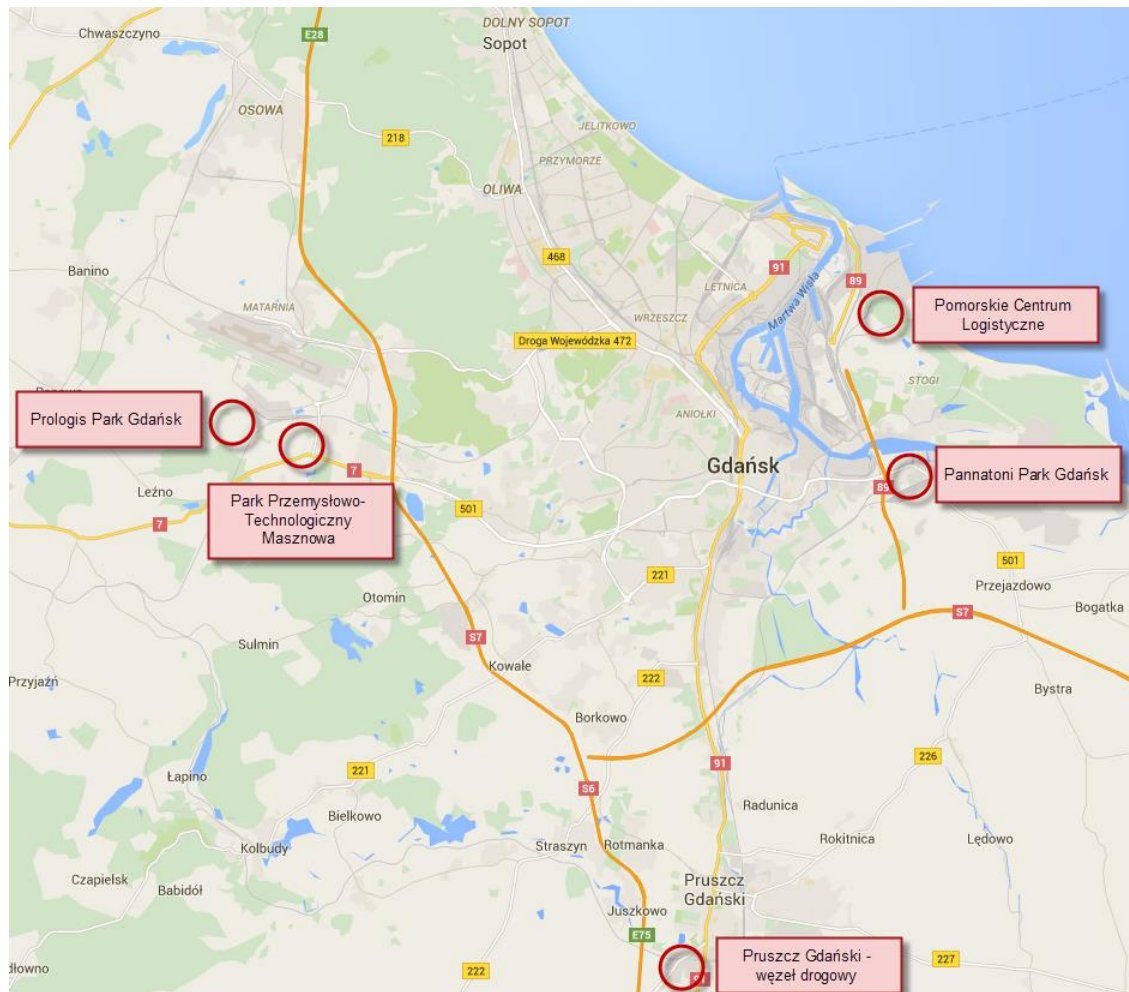 DOLNY SOPOT
Sopot
Chwaszczyno
E28
OSOWA
218
JELITKOWO
PRZYMORZE
OLIWA
468
91
Martwa Wisła
89
LETNICA
Banino
MATARNIA
WRZESZCZ
Droga Wojewódzka 472
Pomorskie Centrum
Logistyczne
STOGI
ANIOŁKI
Prologis Park Gdańsk
7
Leźno
7
Park Przemysłowo-
Technologiczny
Masznowa
501
Gdańsk
89
Pannatoni Park Gdańsk
221
501
Przejazdowo
Bogatka
Otomin
S7
S7
Sulmin
Kowale
222
Przyjaźń
Bystra
Borkowo
226
91
221
S6
Łapino
Radunica
Bielkowo
Rokitnica
Lędowo
Kolbudy
Straszyn
Rotmanka
Czapielsk
Babidół
Pruszcz
Gdański
Juszkowo
E75
222
91
Pruszcz Gdański -
węzeł drogowy
227